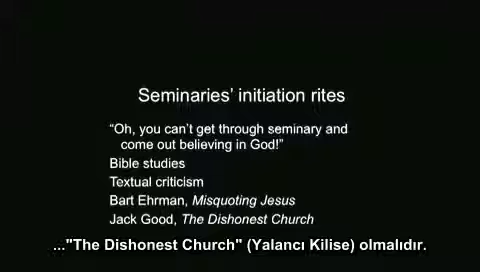 Seminaries’ initiation rites
“Oh, you can’t get through seminary and
come out believing in God!”
Bible studies
Textual criticism
Bart Ehrman, Misquoting Jesus
Jack Good, The Dishonest Church
..."The Dishonest Church" (Yalancı Kilise) olmalıdır.